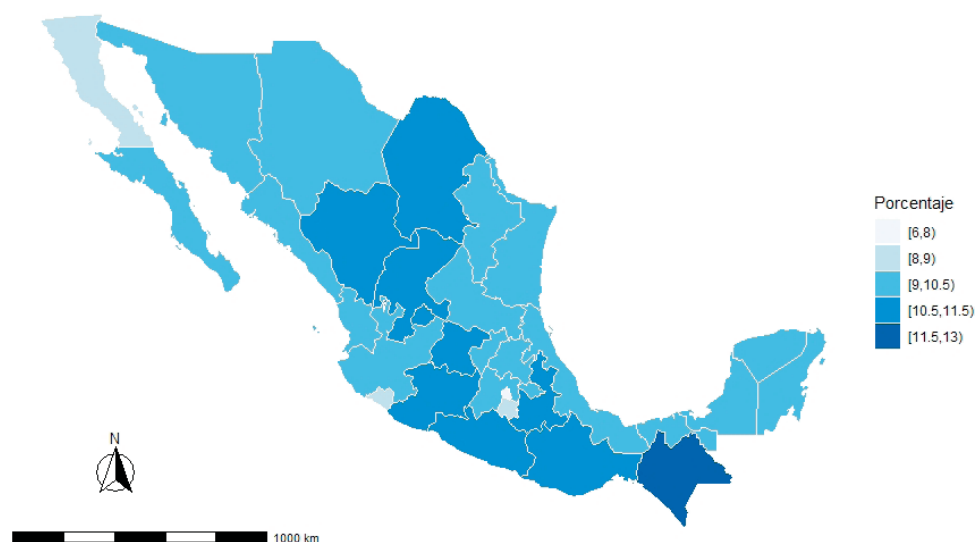 Porcentaje
[6,8)
[8,9)
[9,10.5)
[10.5,11.5)
[11.5,13)
N
1000 km